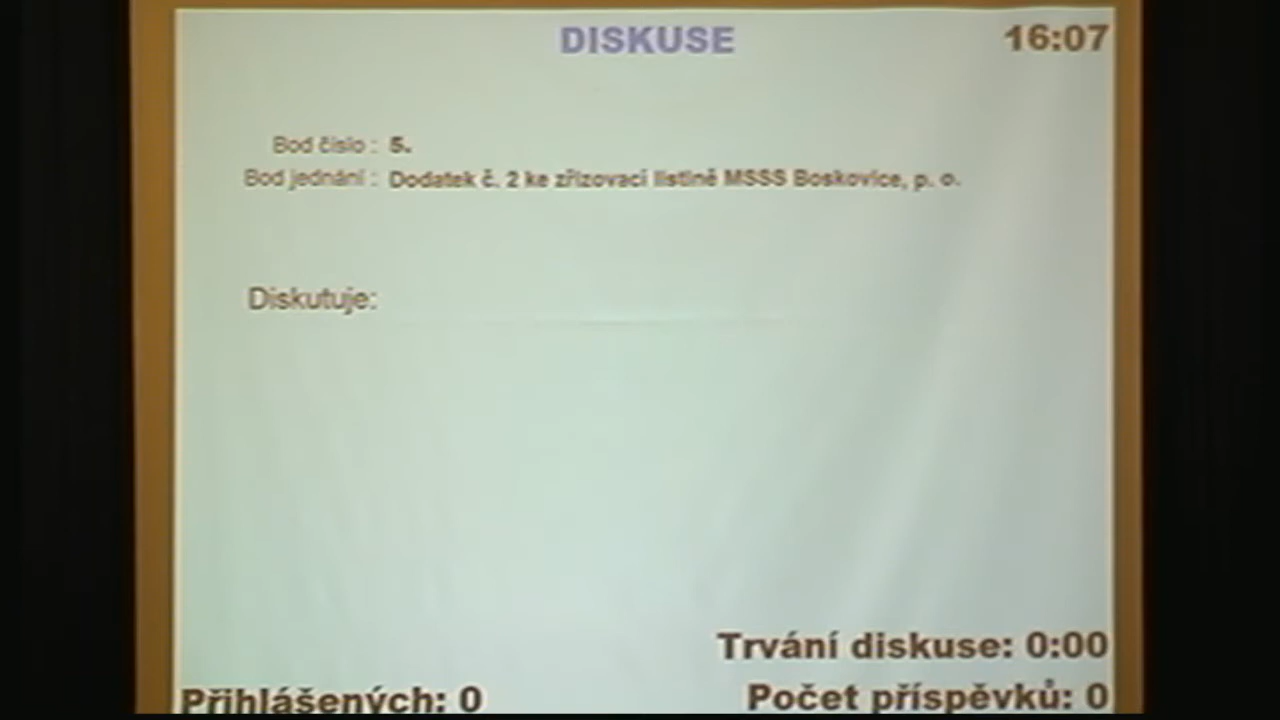 DISKUSE 16:07
Bod číslo : 5.
Bod jednání : Dodatek č. 2 ke zřizovací listině MSSS Boskovice, p. o.
Diskutuje:
Trvání diskuse: 0:00
Přihlášených: 0 Počet příspěvků: 0